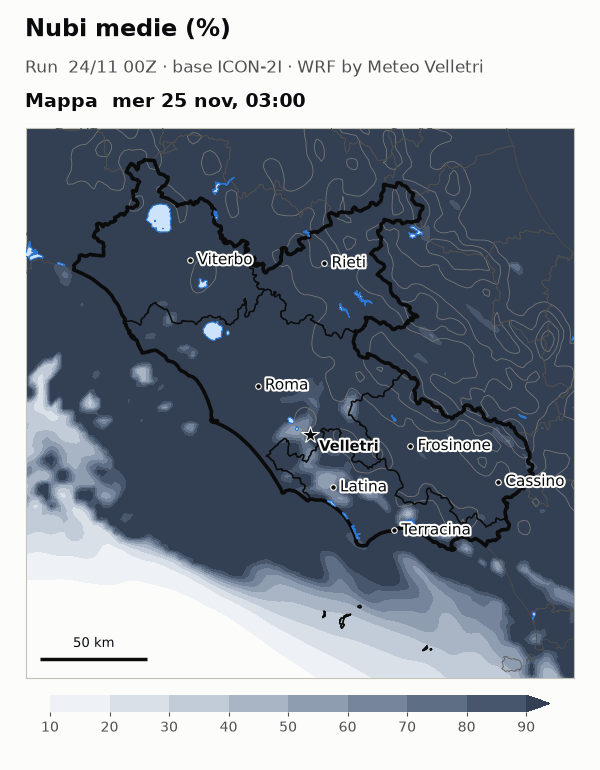 Nubi medie (%)
Run  24/11 00Z · base ICON-2I · WRF by Meteo Velletri
Mappa  mer 25 nov, 03:00
Viterbo
Rieti
Roma
Velletri
Frosinone
Cassino
Latina
Terracina
50 km
10 20 30 40 50 60 70 80 90